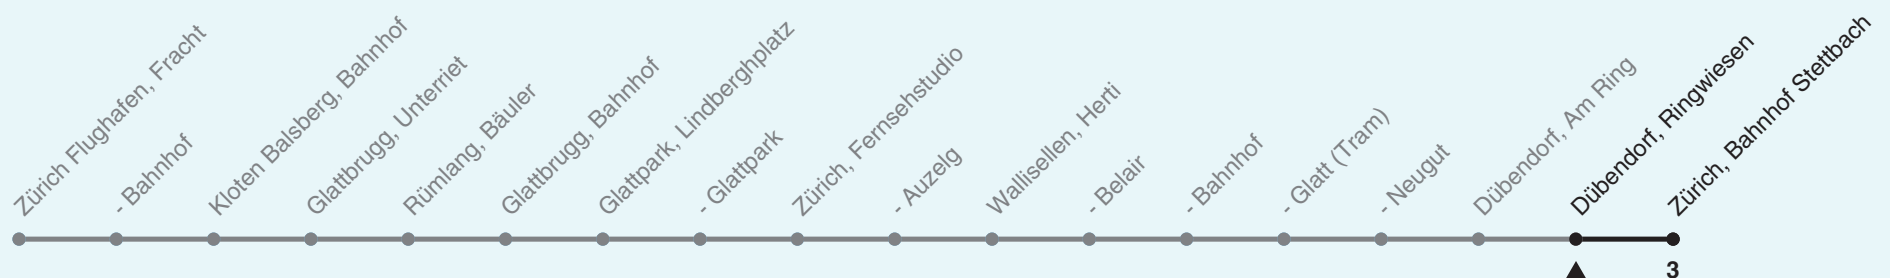 Zürich Flughafen, Fracht
- Bahnhof
Kloten Balsberg, Bahnhof
Glattbrugg, Unterriet
Rümlang, Bäuler
Glattbrugg, Bahnhof
Glattpark, Lindberghplatz
- Glattpark
Zürich, Fernsehstudio
- Auzelg
Wallisellen, Herti
- Belair
- Bahnhof
- Glatt (Tram)
- Neugut
Dübendorf, Am Ring
Dübendorf, Ringwiesen
Zürich, Bahnhof Stettbach
3